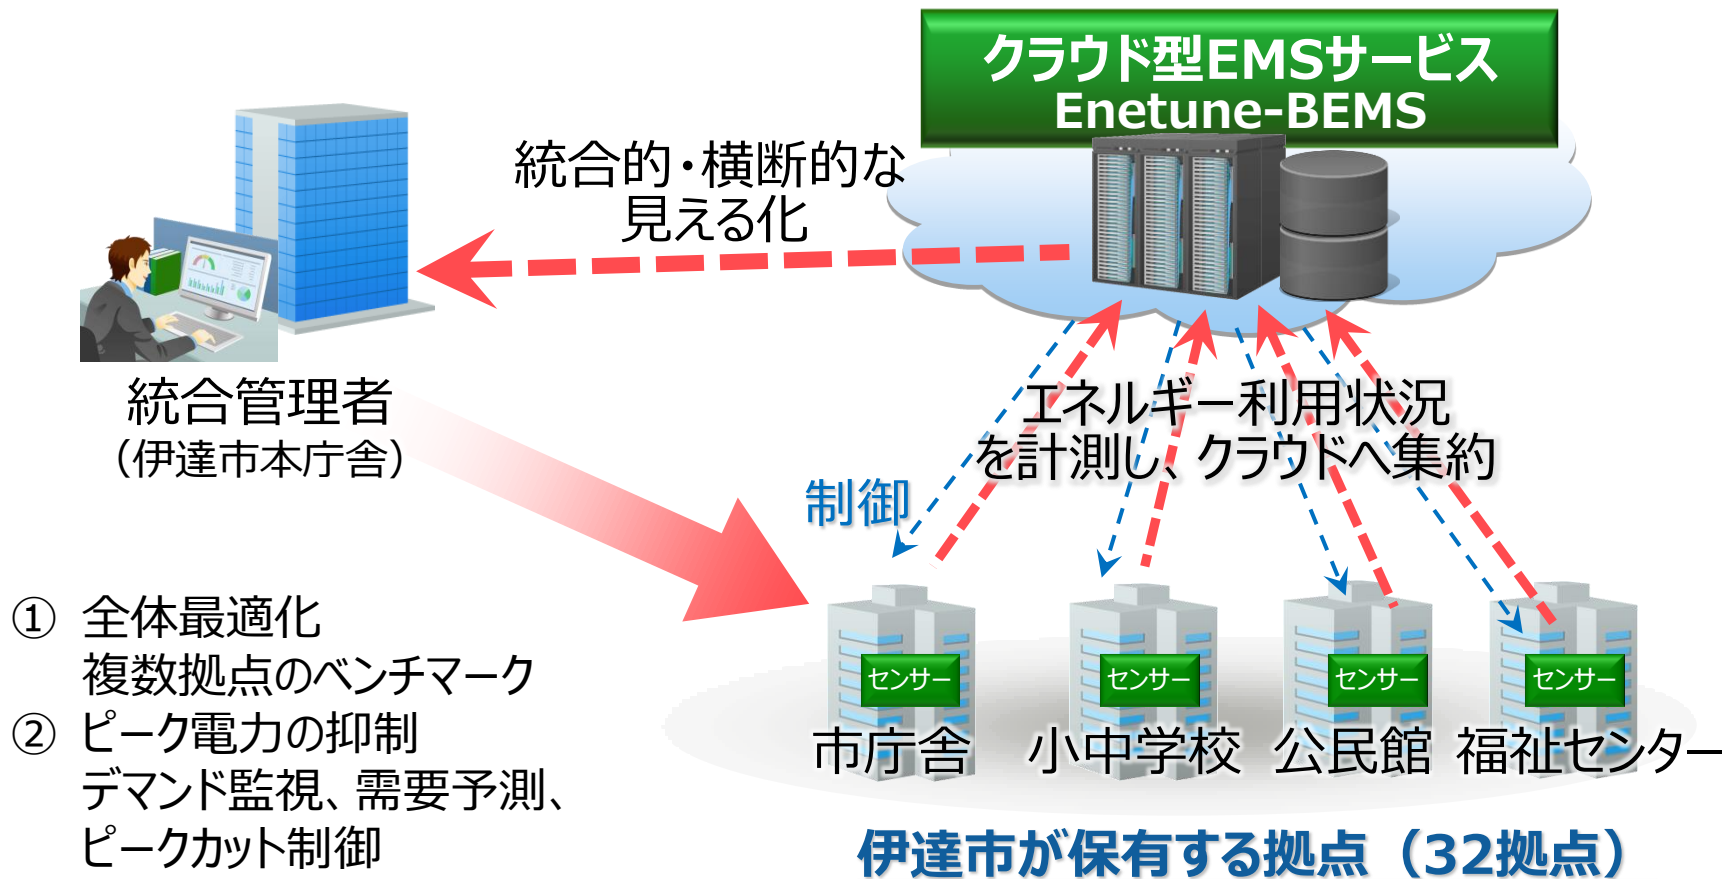 クラウド型EMSサービス
Enetune-BEMS
統合的・横断的な
見える化
統合管理者
（伊達市本庁舎）
エネルギー利用状況
を計測し、クラウドへ集約
制御
① 全体最適化
複数拠点のベンチマーク
② ピーク電力の抑制
デマンド監視、需要予測、
ピークカット制御
センサー
センサー
センサー
センサー
市庁舎
小中学校
公民館
福祉センター
伊達市が保有する拠点（32拠点）